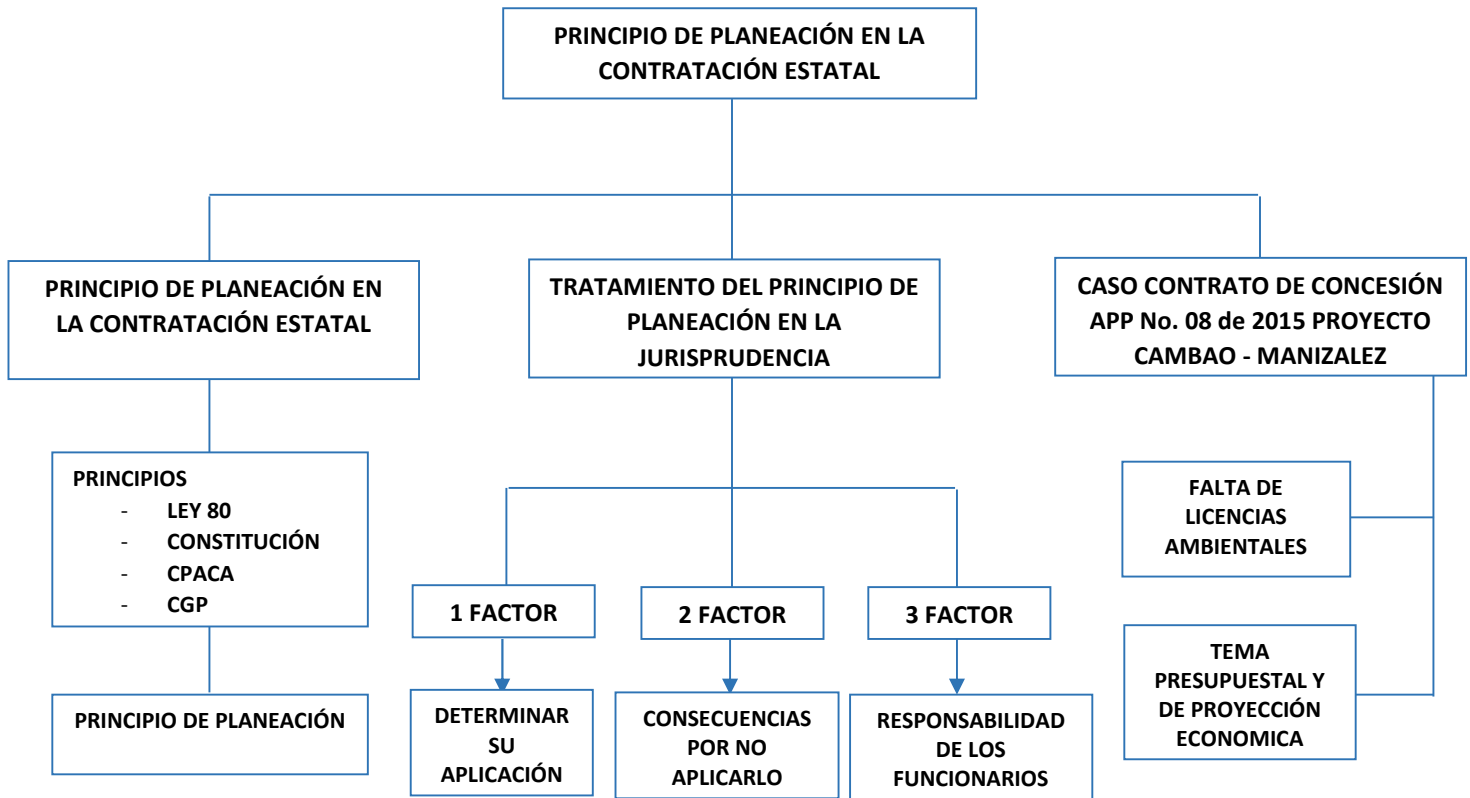 PRINCIPIO DE PLANEACIÓN EN LA
CONTRATACIÓN ESTATAL
PRINCIPIO DE PLANEACIÓN EN
LA CONTRATACIÓN ESTATAL
TRATAMIENTO DEL PRINCIPIO DE
PLANEACIÓN EN LA
JURISPRUDENCIA
CASO CONTRATO DE CONCESIÓN
APP No. 08 de 2015 PROYECTO
CAMBAO - MANIZALEZ
PRINCIPIOS
- LEY 80
- CONSTITUCIÓN
- CPACA
- CGP
PRINCIPIO DE PLANEACIÓN
1 FACTOR
2 FACTOR
3 FACTOR
DETERMINAR
SU
APLICACIÓN
CONSECUENCIAS
POR NO
APLICARLO
RESPONSABILIDAD
DE LOS
FUNCIONARIOS
FALTA DE
LICENCIAS
AMBIENTALES
TEMA
PRESUPUESTAL Y
DE PROYECCIÓN
ECONOMICA